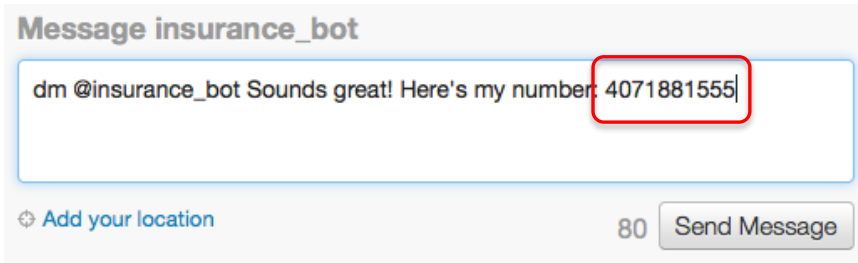 Message insurance_bot
dm @insurance_bot Sounds great! Here's my number: 4071881555
Add your location
80
Send Message